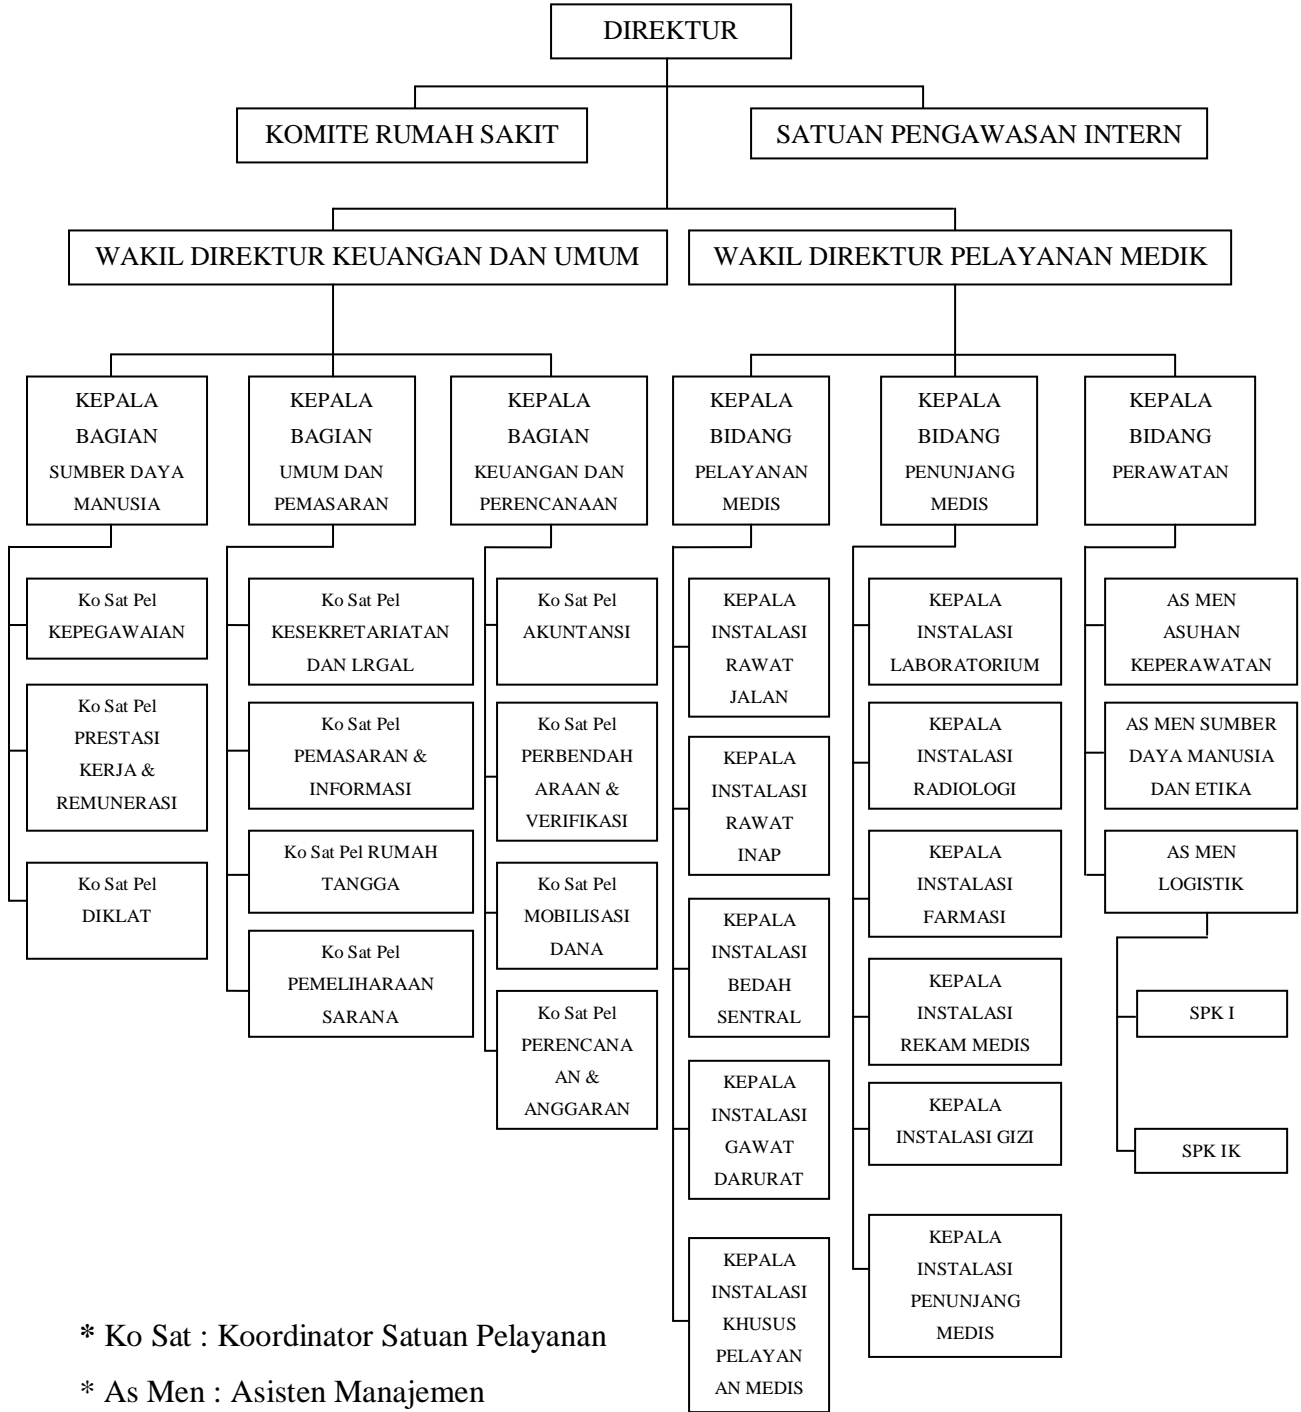 DIREKTUR
KOMITE RUMAH SAKIT
SATUAN PENGAWASAN INTERN
WAKIL DIREKTUR KEUANGAN DAN UMUM
WAKIL DIREKTUR PELAYANAN MEDIK
KEPALA
BAGIAN
SUMBER DAYA
MANUSIA
KEPALA
BAGIAN
UMUM DAN
PEMASARAN
KEPALA
BAGIAN
KEUANGAN DAN
PERENCANAAN
KEPALA
BIDANG
PELAYANAN
MEDIS
KEPALA
BIDANG
PENUNJANG
MEDIS
KEPALA
BIDANG
PERAWATAN
Ko Sat Pel
KEPEGAWAIAN
Ko Sat Pel
PRESTASI
KERJA &
REMUNERASI
Ko Sat Pel
DIKLAT
Ko Sat Pel
KESEKRETARIATAN
DAN LRGAL
Ko Sat Pel
PEMASARAN &
INFORMASI
Ko Sat Pel RUMAH
TANGGA
Ko Sat Pel
PEMELIHARAAN
SARANA
Ko Sat Pel
AKUNTANSI
Ko Sat Pel
PERBENDAH
ARAAN &
VERIFIKASI
Ko Sat Pel
MOBILISASI
DANA
Ko Sat Pel
PERENCANA
AN &
ANGGARAN
KEPALA
INSTALASI
RAWAT
JALAN
KEPALA
INSTALASI
RAWAT
INAP
KEPALA
INSTALASI
BEDAH
SENTRAL
KEPALA
INSTALASI
GAWAT
DARURAT
KEPALA
INSTALASI
KHUSUS
PELAYAN
AN MEDIS
KEPALA
INSTALASI
LABORATORIUM
KEPALA
INSTALASI
RADIOLOGI
KEPALA
INSTALASI
FARMASI
KEPALA
INSTALASI
REKAM MEDIS
KEPALA
INSTALASI GIZI
KEPALA
INSTALASI
PENUNJANG
MEDIS
AS MEN
ASUHAN
KEPERAWATAN
AS MEN SUMBER
DAYA MANUSIA
DAN ETIKA
AS MEN
LOGISTIK
SPK I
SPK IK
* Ko Sat : Koordinator Satuan Pelayanan
* As Men : Asisten Manajemen